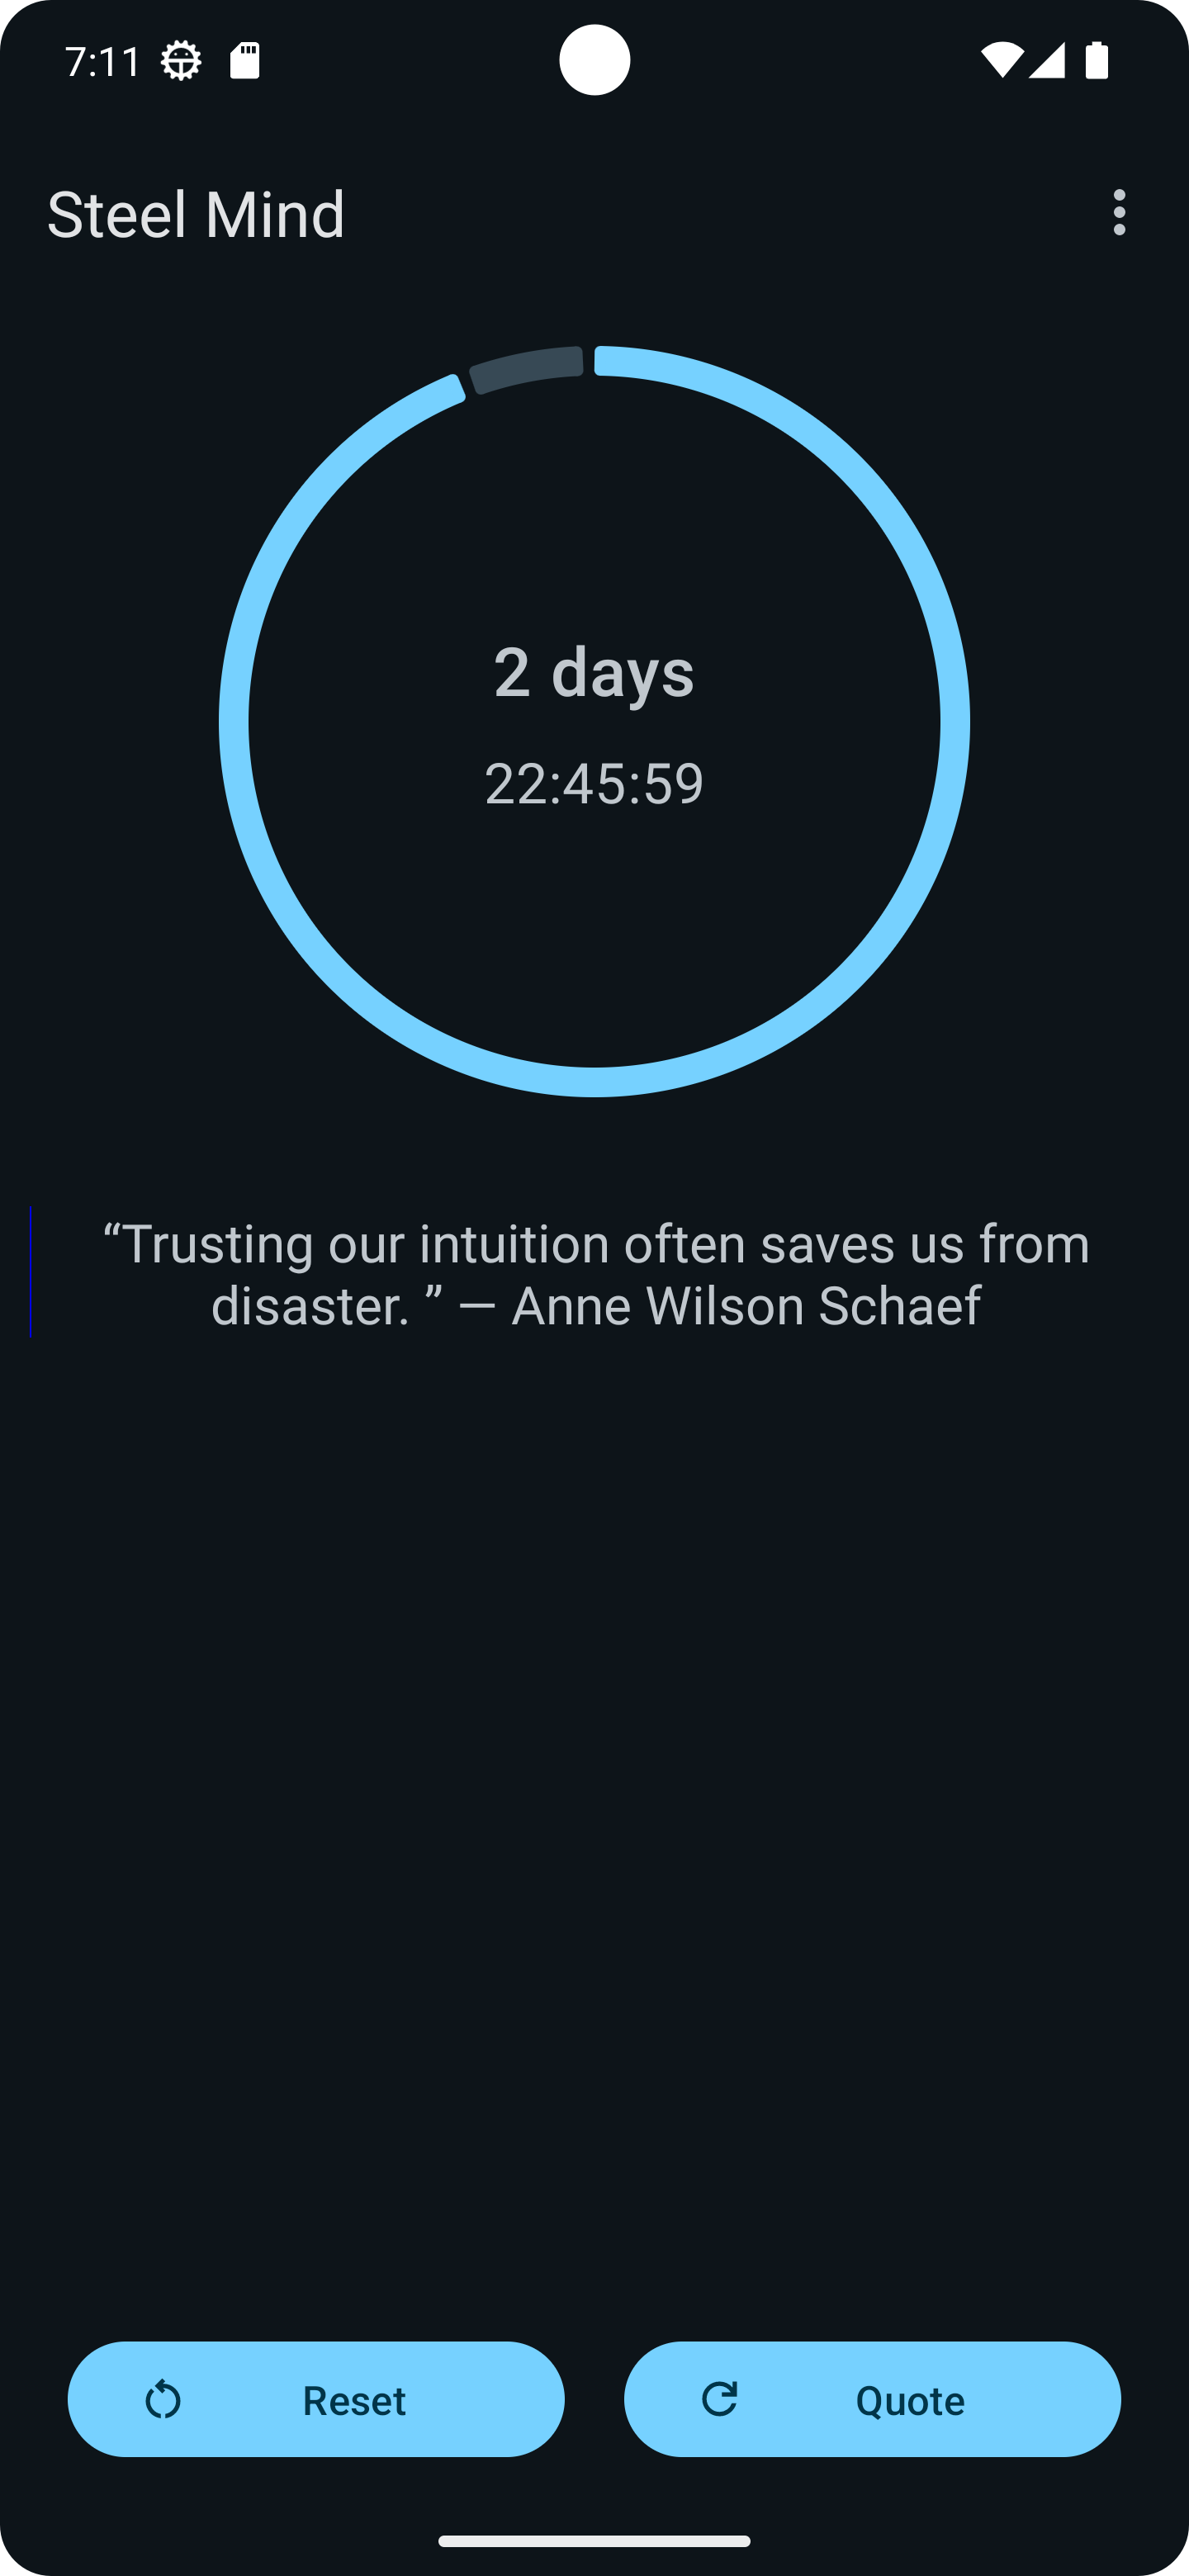 7:11
Steel Mind
2 days
22:45:59
“Trusting our intuition often saves us from
disaster. ” — Anne Wilson Schaef
Reset
Quote